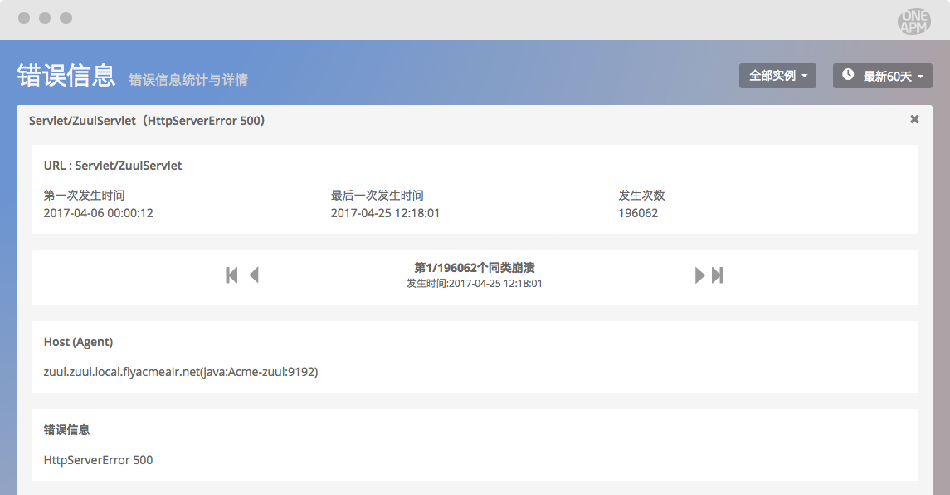 ONE
APM
错误信息 错误信息统计与详情
全部实例
最新60天
Servlet/ZuulServlet（HttpServerError 500）
URL : Servlet/ZuulServlet
第一次发生时间 最后一次发生时间 发生次数
2017-04-06 00:00:12 2017-04-25 12:18:01 196062
第1/196062个同类崩溃
发生时间:2017-04-25 12:18:01
Host (Agent)
zuul.zuul.local.flyacmeair.net(java:Acme-zuul:9192)
错误信息
HttpServerError 500